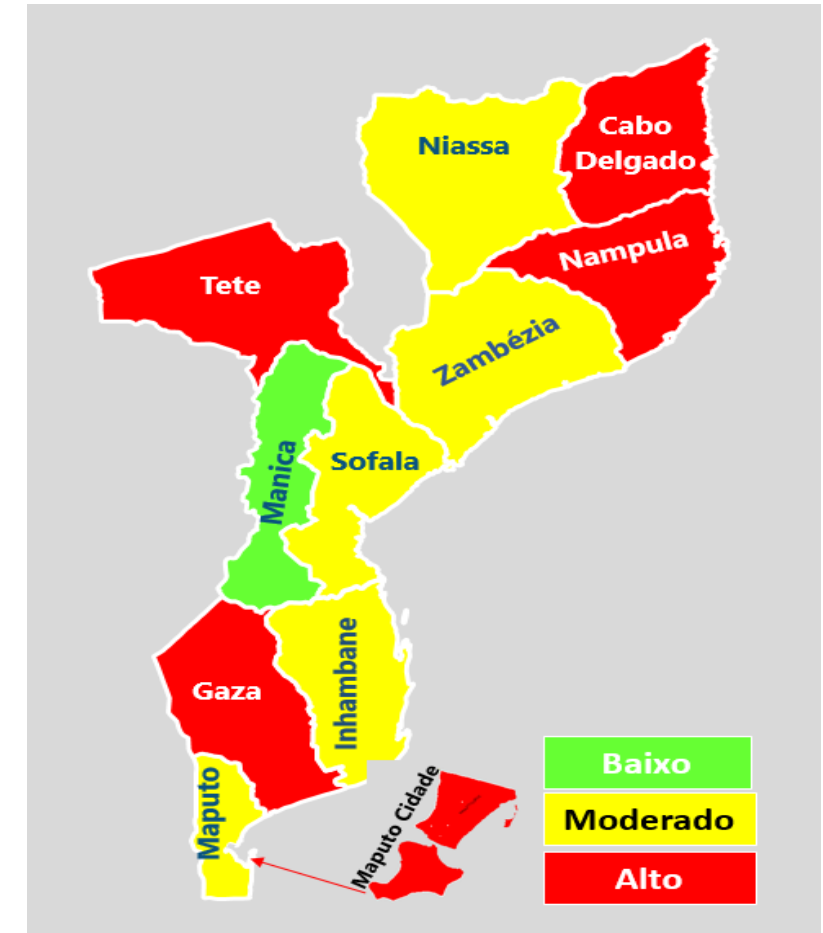 Cabo
Delgado
Niassa
Nampula
Tete
Zambézia
Sofala
Manica
Inhambane
Gaza
Maputo
Maputo Cidade
Baixo
Moderado
Alto